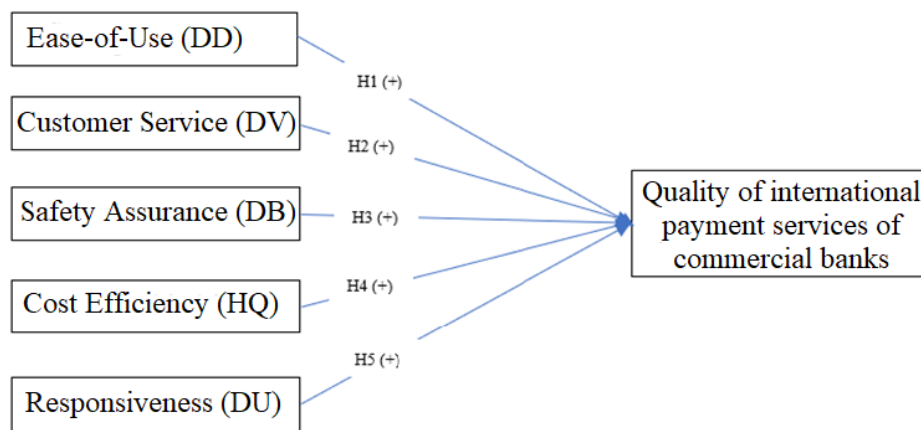 Ease-of-Use (DD)
H1 (+)
Customer Service (DV)
H2 (+)
Safety Assurance (DB)
H3 (+)
Quality of international
payment services of
commercial banks
Cost Efficiency (HQ)
H4 (+)
Responsiveness (DU)
H5 (+)